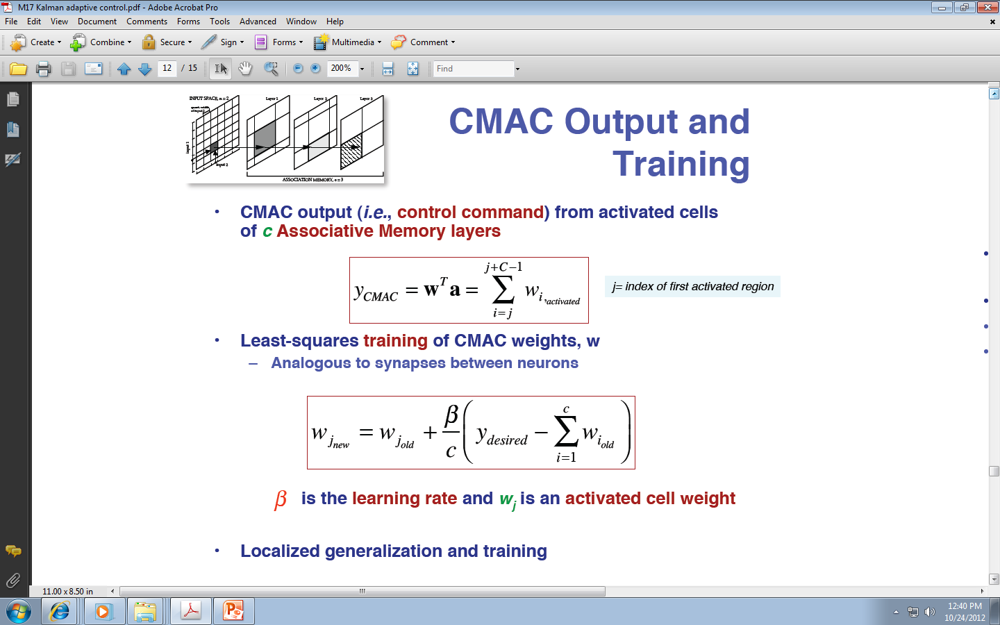 M17 Kalman adaptive control.pdf - Adobe Acrobat Pro
File Edit View Document Comments Forms Tools Advanced Window Help
Create Combine Secure Sign Forms Multimedia Comment
12 / 15 200% Find
INPUT SPACE, n = 2 Layer 1 Layer 2 Layer 3
Input 1
Input 2
ASSOCIATION MEMORY, c = 3
CMAC Output and
Training
• CMAC output (i.e., control command) from activated cells
of c Associative Memory layers
y_CMAC = w^T a = ∑_{i=j}^{j+C−1} w_{i,activated}
j= index of first activated region
• Least-squares training of CMAC weights, w
– Analogous to synapses between neurons
w_{j_new} = w_{j_old} + β/c ( y_desired − ∑_{i=1}^{c} w_{i_old} )
β is the learning rate and w_j is an activated cell weight
• Localized generalization and training
11.00 x 8.50 in
12:40 PM
10/24/2012